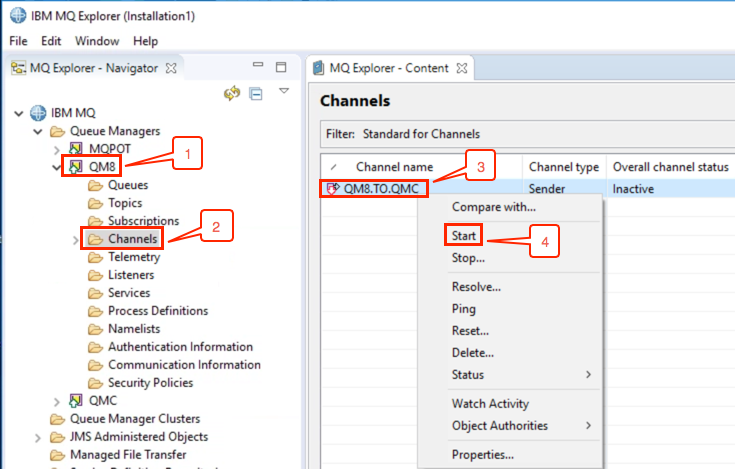 IBM MQ Explorer (Installation1)
File Edit Window Help
MQ Explorer - Navigator
IBM MQ
Queue Managers
MQPOT
QM8
1
Queues
Topics
Subscriptions
Channels
2
Telemetry
Listeners
Services
Process Definitions
Namelists
Authentication Information
Communication Information
Security Policies
QMC
Queue Manager Clusters
JMS Administered Objects
Managed File Transfer
MQ Explorer - Content
Channels
Filter: Standard for Channels
Channel name Channel type Overall channel status
3
QM8.TO.QMC Sender Inactive
Compare with...
Start
4
Stop...
Resolve...
Ping
Reset...
Delete...
Status
Watch Activity
Object Authorities
Properties...